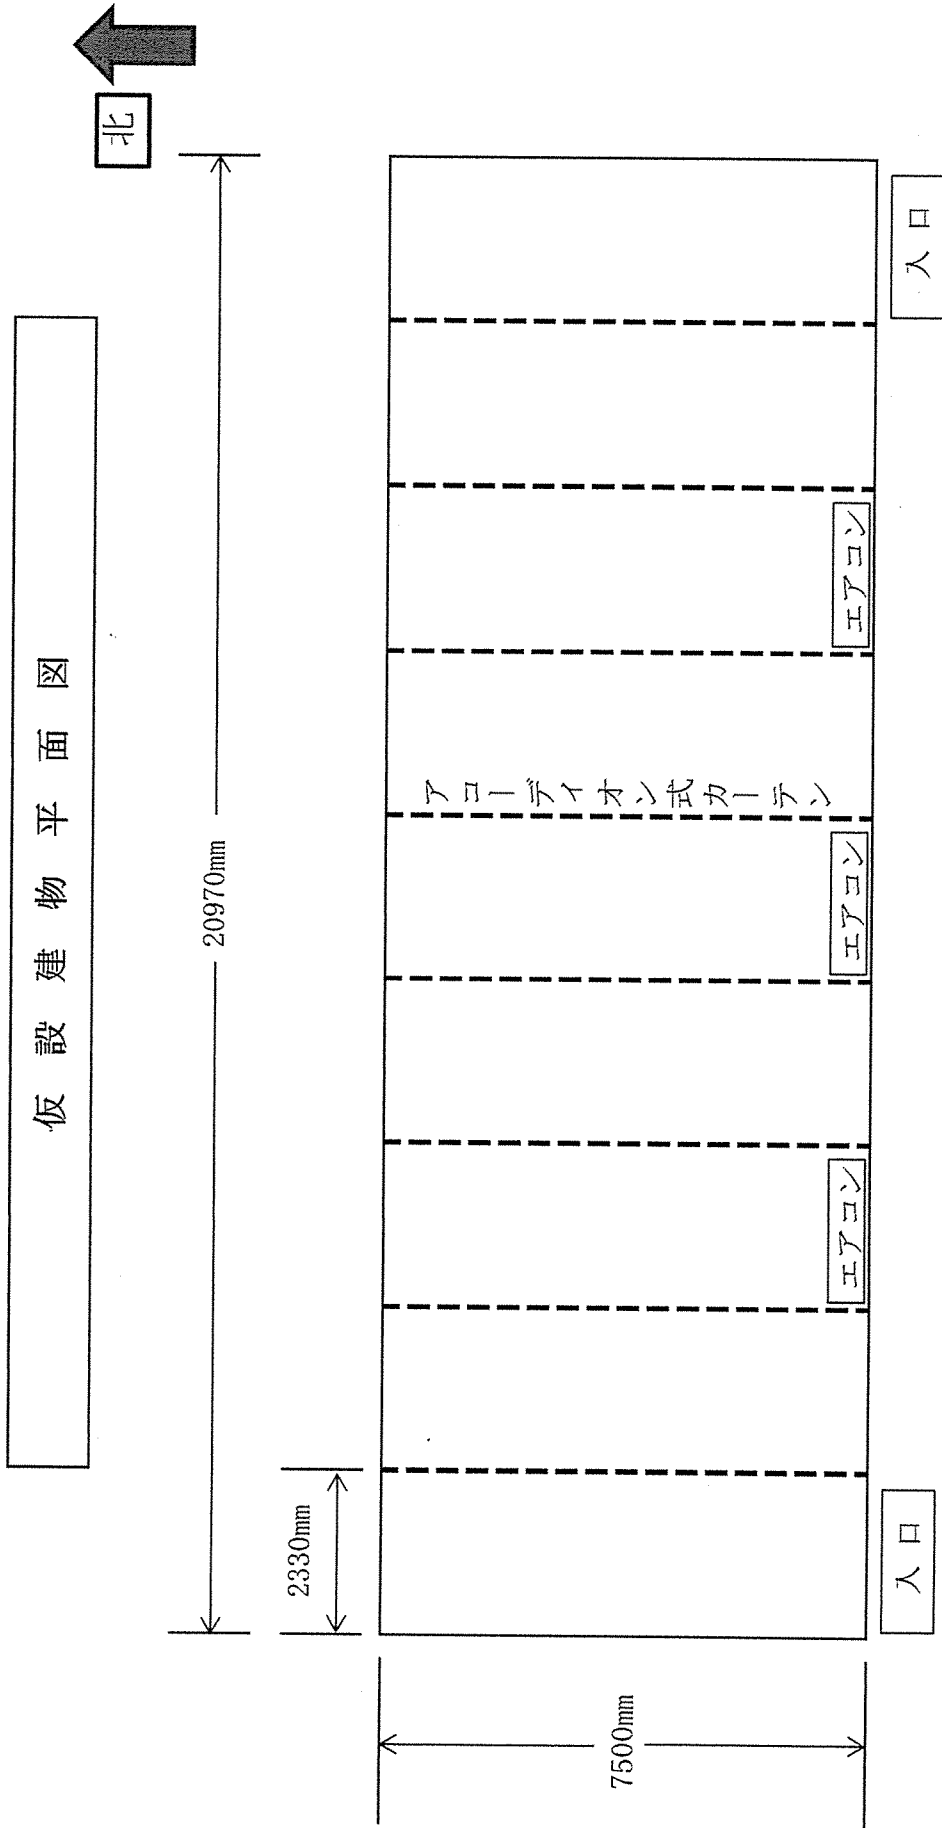 仮設建物平面図
北
20970mm
2330mm
7500mm
アコーディオン式カーテン
エアコン
エアコン
エアコン
入口
入口